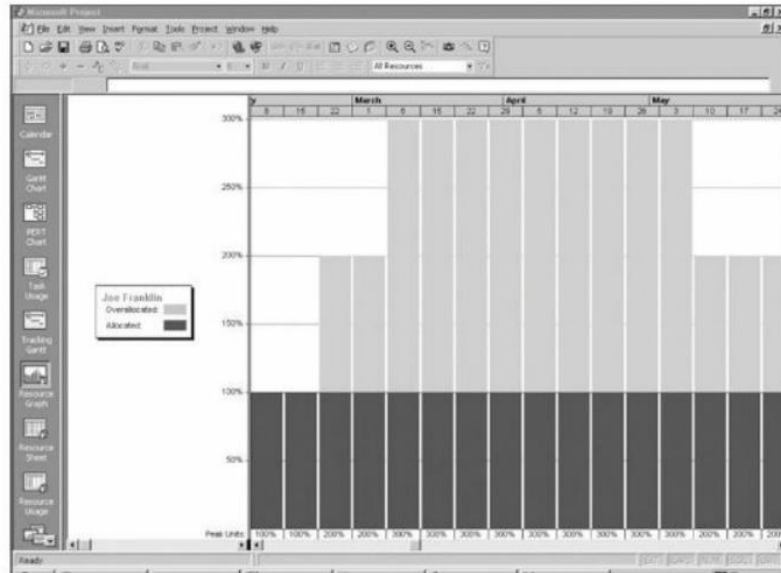 Microsoft Project
File Edit View Insert Format Tools Project Window Help
All Resources
y March April May
8 15 22 1 8 15 22 29 5 12 19 26 3 10 17 24
Calendar
Gantt
Chart
PERT
Chart
Task
Usage
Tracking
Gantt
Resource
Graph
Resource
Sheet
Resource
Usage
300%
250%
200%
150%
100%
50%
Joe Franklin
Overallocated:
Allocated:
Peak Units: 100% 100% 200% 200% 300% 300% 300% 300% 300% 300% 300% 300% 300% 200% 200% 200%
Ready